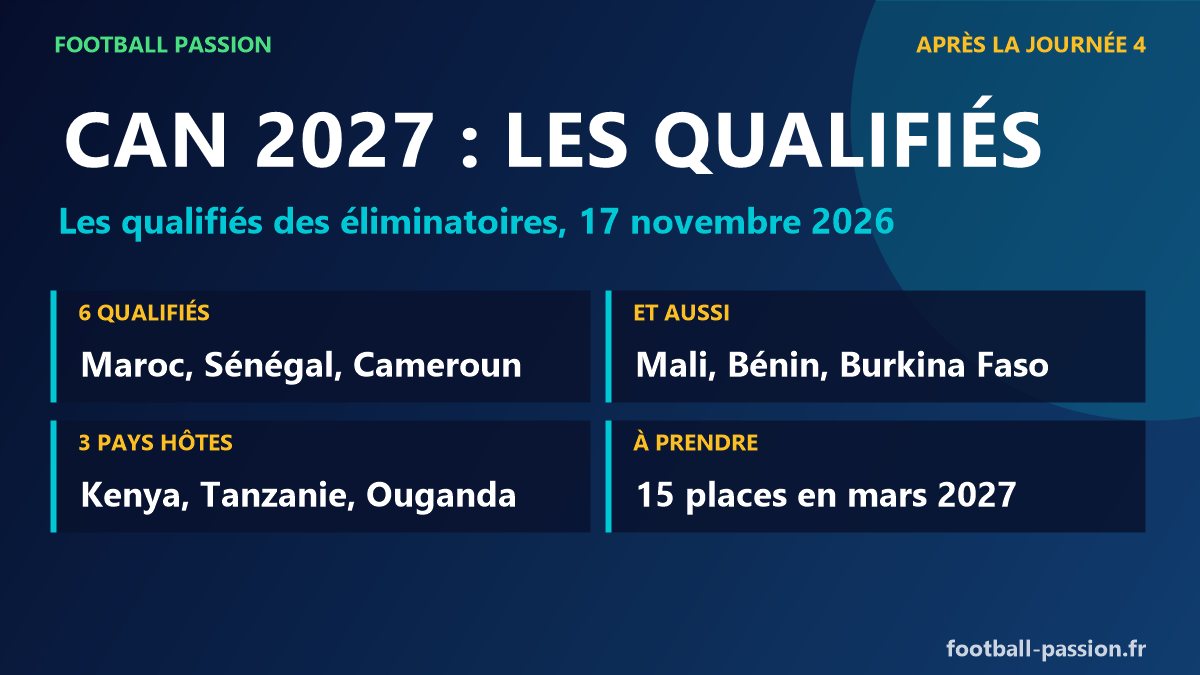 FOOTBALL PASSION
APRÈS LA JOURNÉE 4
CAN 2027 : LES QUALIFIÉS
Les qualifiés des éliminatoires, 17 novembre 2026
6 QUALIFIÉS
Maroc, Sénégal, Cameroun
ET AUSSI
Mali, Bénin, Burkina Faso
3 PAYS HÔTES
Kenya, Tanzanie, Ouganda
À PRENDRE
15 places en mars 2027
football-passion.fr